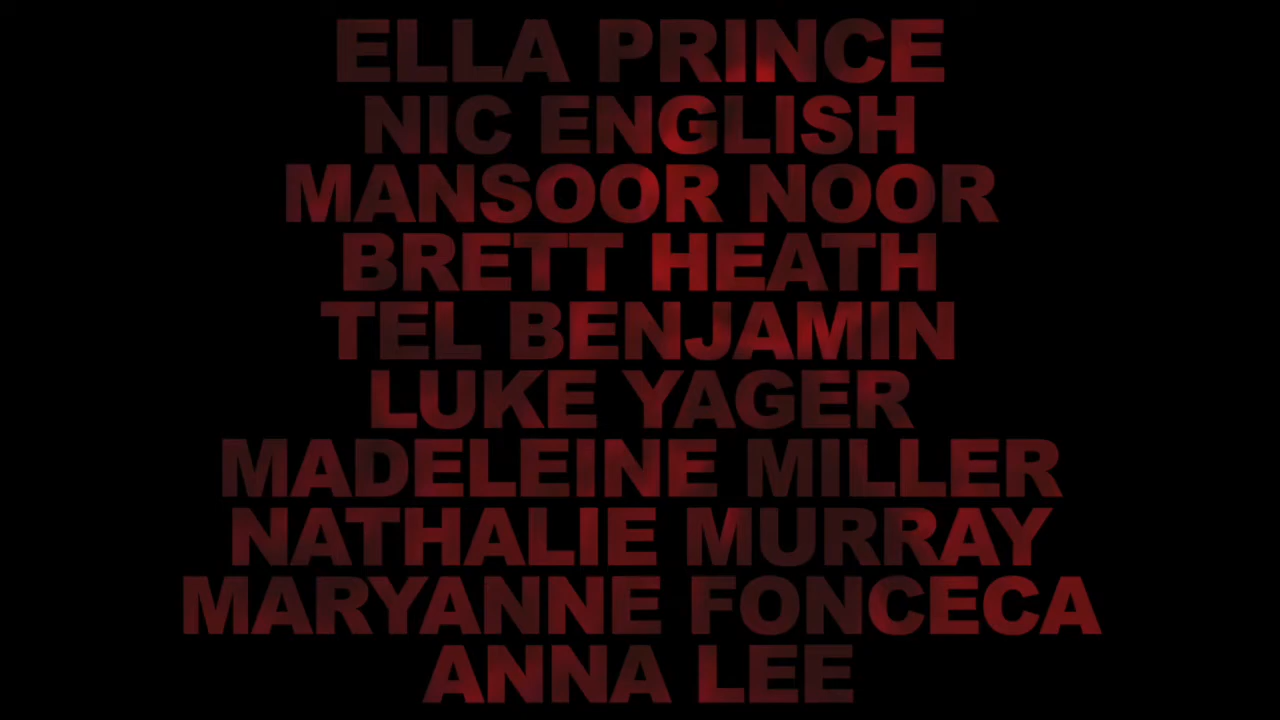 ELLA PRINCE
NIC ENGLISH
MANSOOR NOOR
BRETT HEATH
TEL BENJAMIN
LUKE YAGER
MADELEINE MILLER
NATHALIE MURRAY
MARYANNE FONCECA
ANNA LEE